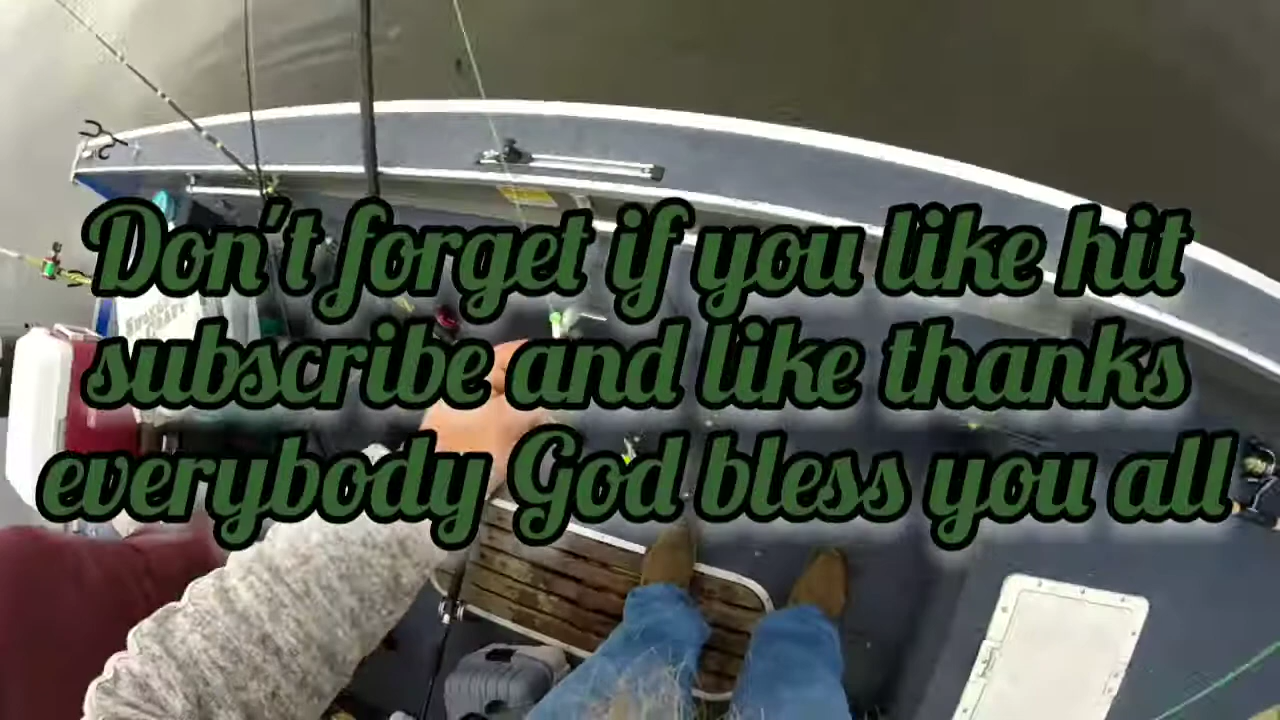 Don't forget if you like hit
subscribe and like thanks
everybody God bless you all